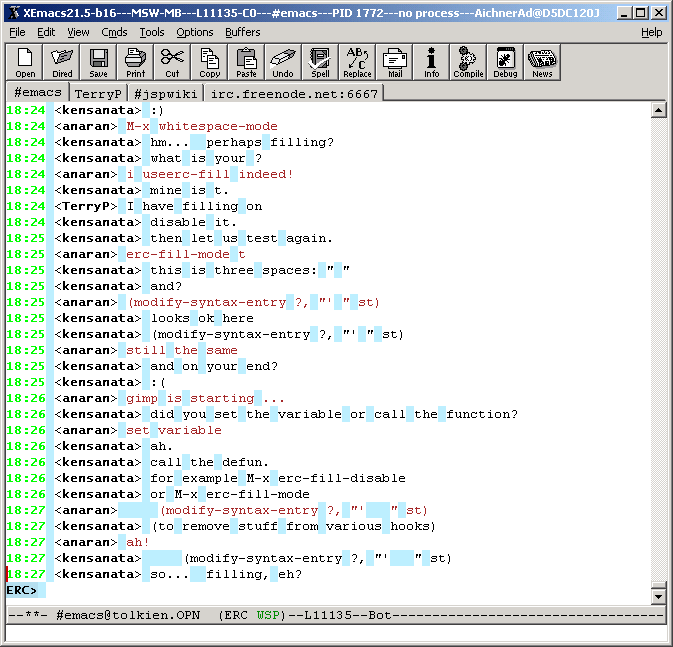 XEmacs21.5-b16---MSW-MB---L11135-C0---#emacs---PID 1772---no process---AichnerAd@D5DC120J
File Edit View Cmds Tools Options Buffers Help
Open Dired Save Print Cut Copy Paste Undo Spell Replace Mail Info Compile Debug News
#emacs TerryP #jspwiki irc.freenode.net:6667
18:24 <kensanata> :)
18:24 <anaran> M-x whitespace-mode
18:24 <kensanata> hm...  perhaps filling?
18:24 <kensanata> what is your ?
18:24 <anaran> i useerc-fill indeed!
18:24 <kensanata> mine is t.
18:24 <TerryP> I have filling on
18:24 <kensanata> disable it.
18:25 <kensanata> then let us test again.
18:25 <anaran> erc-fill-mode t
18:25 <kensanata> this is three spaces: " "
18:25 <kensanata> and?
18:25 <anaran> (modify-syntax-entry ?, "' " st)
18:25 <kensanata> looks ok here
18:25 <kensanata> (modify-syntax-entry ?, "' " st)
18:25 <anaran> still the same
18:25 <kensanata> and on your end?
18:25 <kensanata> :(
18:26 <anaran> gimp is starting ...
18:26 <kensanata> did you set the variable or call the function?
18:26 <anaran> set variable
18:26 <kensanata> ah.
18:26 <kensanata> call the defun.
18:26 <kensanata> for example M-x erc-fill-disable
18:26 <kensanata> or M-x erc-fill-mode
18:27 <anaran>      (modify-syntax-entry ?, "'   " st)
18:27 <kensanata> (to remove stuff from various hooks)
18:27 <anaran> ah!
18:27 <kensanata>      (modify-syntax-entry ?, "'   " st)
18:27 <kensanata> so...  filling, eh?
ERC>
--**- #emacs@tolkien.OPN  (ERC WSP)--L11135--Bot----------------------------------